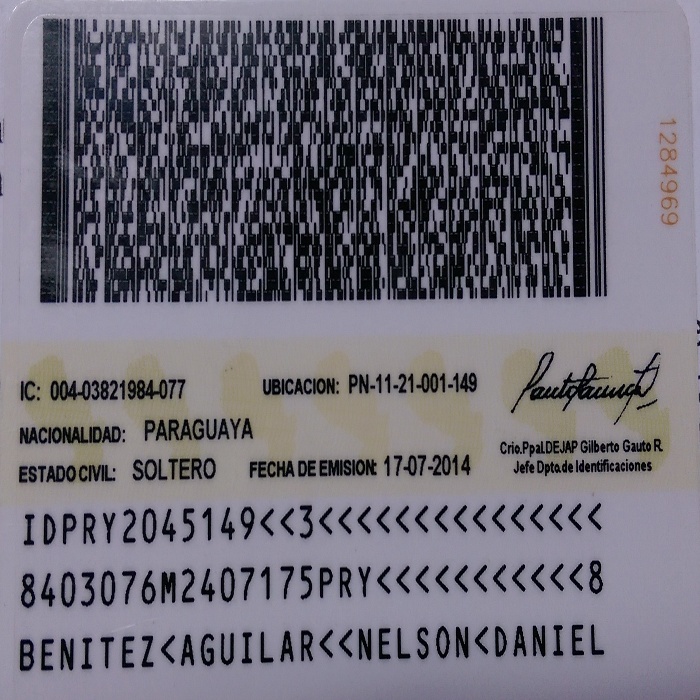 1284969
IC: 004-03821984-077 UBICACION: PN-11-21-001-149
NACIONALIDAD: PARAGUAYA
ESTADO CIVIL: SOLTERO FECHA DE EMISION: 17-07-2014
Crio.Ppal.DEJAP Gilberto Gauto R.
Jefe Dpto.de Identificaciones
IDPRY2045149<<3<<<<<<<<<<<<<<<
8403076M2407175PRY<<<<<<<<<<<8
BENITEZ<AGUILAR<<NELSON<DANIEL